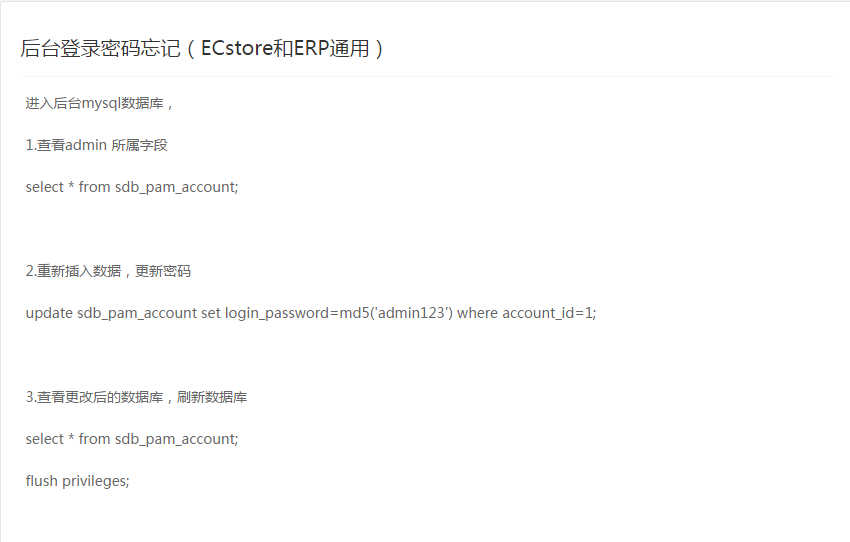 后台登录密码忘记（ECstore和ERP通用）
进入后台mysql数据库，
1.查看admin 所属字段
select * from sdb_pam_account;
2.重新插入数据，更新密码
update sdb_pam_account set login_password=md5('admin123') where account_id=1;
3.查看更改后的数据库，刷新数据库
select * from sdb_pam_account;
flush privileges;